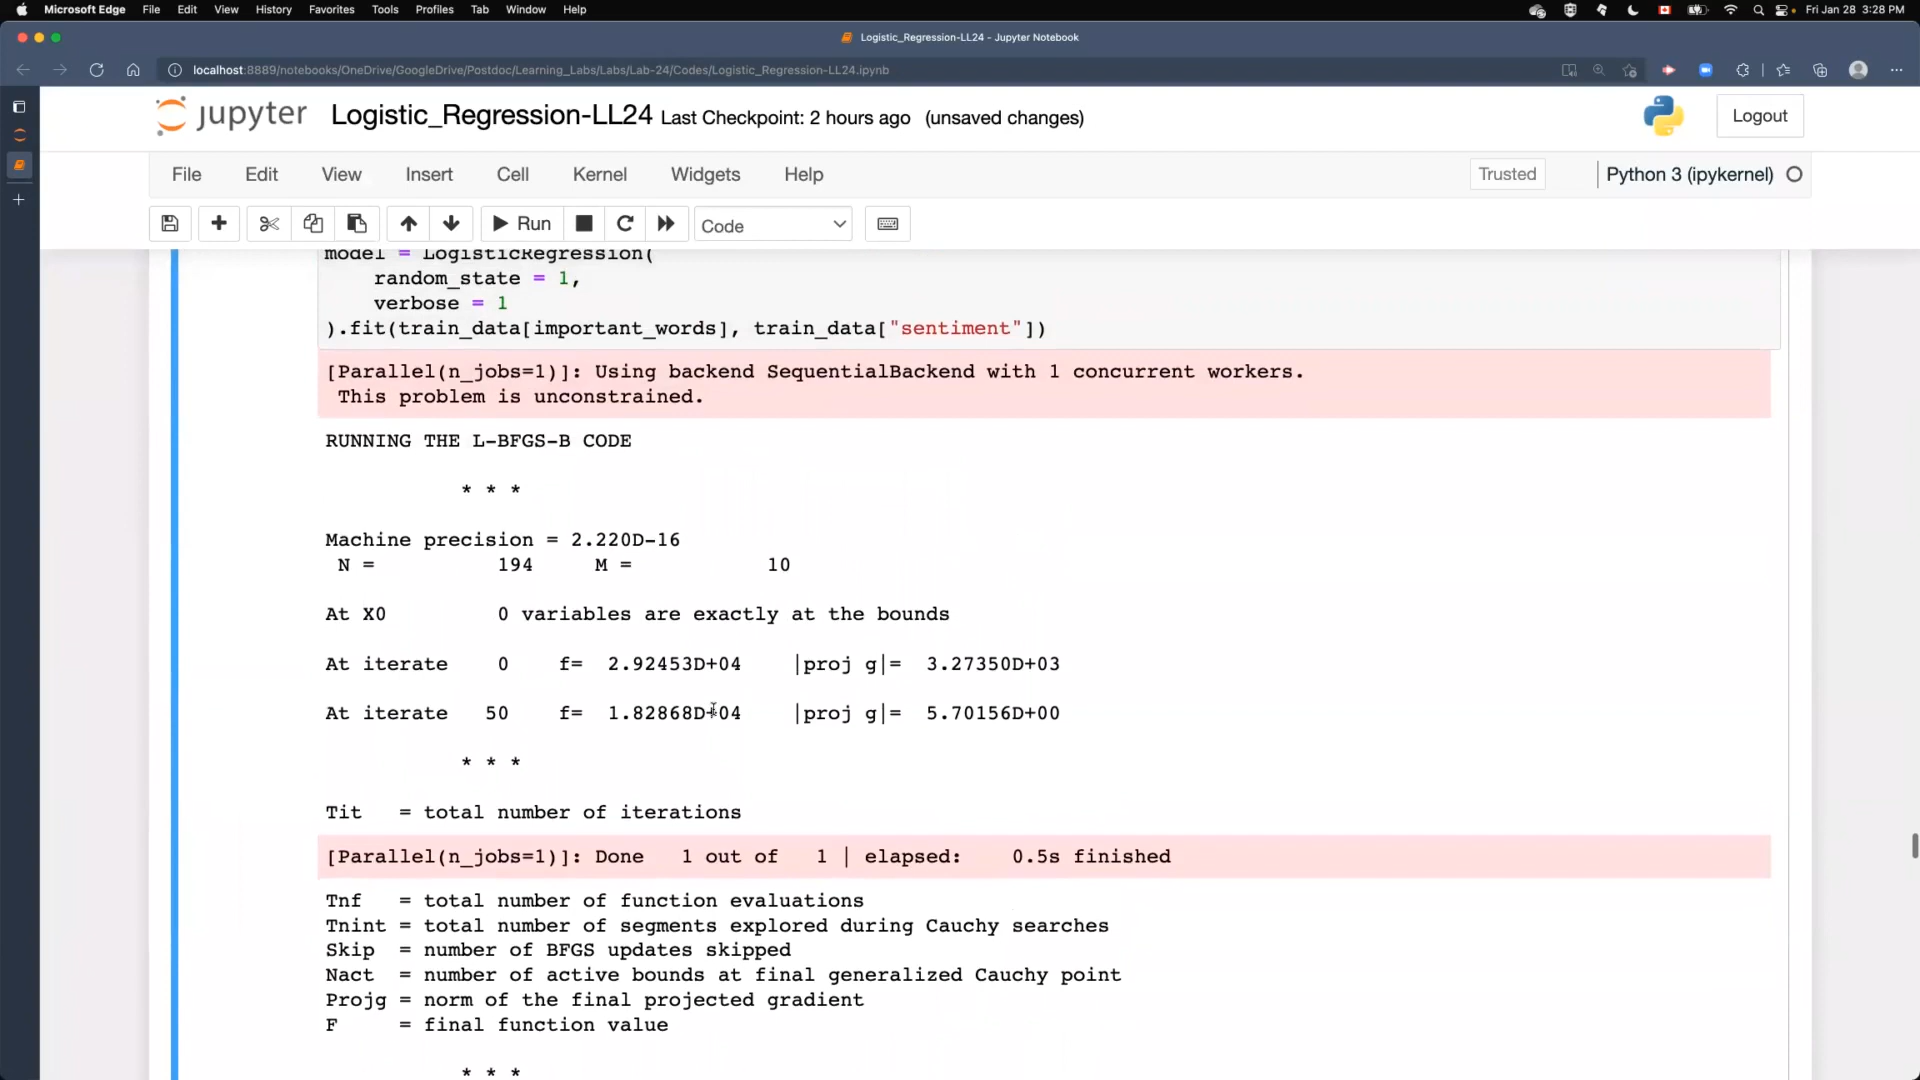 Microsoft Edge File Edit View History Favorites Tools Profiles Tab Window Help Fri Jan 28 3:28 PM
Logistic_Regression-LL24 - Jupyter Notebook
localhost:8889/notebooks/OneDrive/GoogleDrive/Postdoc/Learning_Labs/Labs/Lab-24/Codes/Logistic_Regression-LL24.ipynb
jupyter Logistic_Regression-LL24 Last Checkpoint: 2 hours ago (unsaved changes) Logout
File Edit View Insert Cell Kernel Widgets Help Trusted Python 3 (ipykernel)
Run Code
model = LogisticRegression(
random_state = 1,
verbose = 1
).fit(train_data[important_words], train_data["sentiment"])
[Parallel(n_jobs=1)]: Using backend SequentialBackend with 1 concurrent workers.
This problem is unconstrained.
RUNNING THE L-BFGS-B CODE
* * *
Machine precision = 2.220D-16
N = 194 M = 10
At X0 0 variables are exactly at the bounds
At iterate 0 f= 2.92453D+04 |proj g|= 3.27350D+03
At iterate 50 f= 1.82868D+04 |proj g|= 5.70156D+00
* * *
Tit = total number of iterations
[Parallel(n_jobs=1)]: Done 1 out of 1 | elapsed: 0.5s finished
Tnf = total number of function evaluations
Tnint = total number of segments explored during Cauchy searches
Skip = number of BFGS updates skipped
Nact = number of active bounds at final generalized Cauchy point
Projg = norm of the final projected gradient
F = final function value
* * *